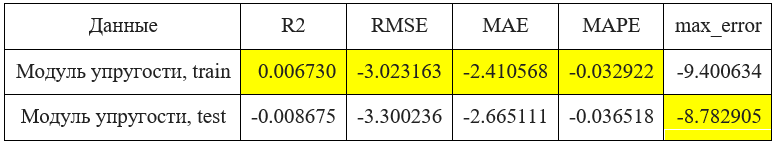 Данные R2 RMSE MAE MAPE max_error
Модуль упругости, train 0.006730 -3.023163 -2.410568 -0.032922 -9.400634
Модуль упругости, test -0.008675 -3.300236 -2.665111 -0.036518 -8.782905